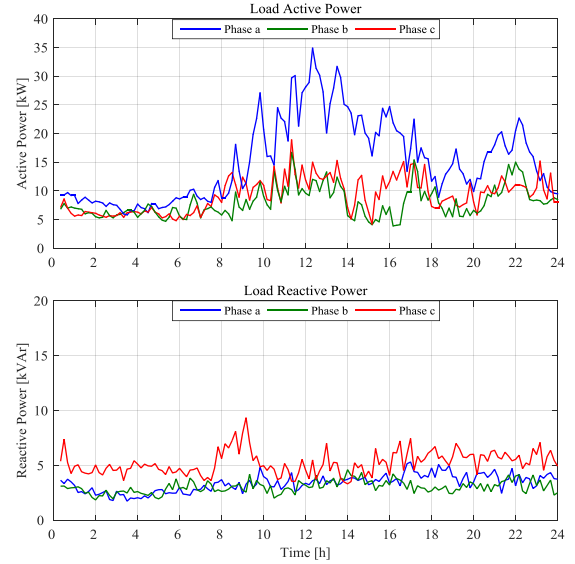 Load Active Power
Phase a Phase b Phase c
Active Power [kW]
40
35
30
25
20
15
10
5
0
0 2 4 6 8 10 12 14 16 18 20 22 24
Load Reactive Power
Phase a Phase b Phase c
Reactive Power [kVAr]
20
15
10
5
0
0 2 4 6 8 10 12 14 16 18 20 22 24
Time [h]